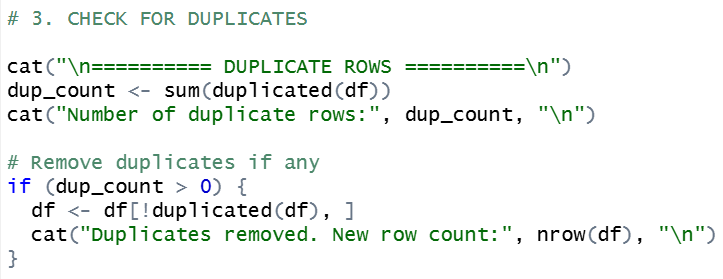 # 3. CHECK FOR DUPLICATES
cat("\n========== DUPLICATE ROWS ==========\n")
dup_count <- sum(duplicated(df))
cat("Number of duplicate rows:", dup_count, "\n")
# Remove duplicates if any
if (dup_count > 0) {
  df <- df[!duplicated(df), ]
  cat("Duplicates removed. New row count:", nrow(df), "\n")
}